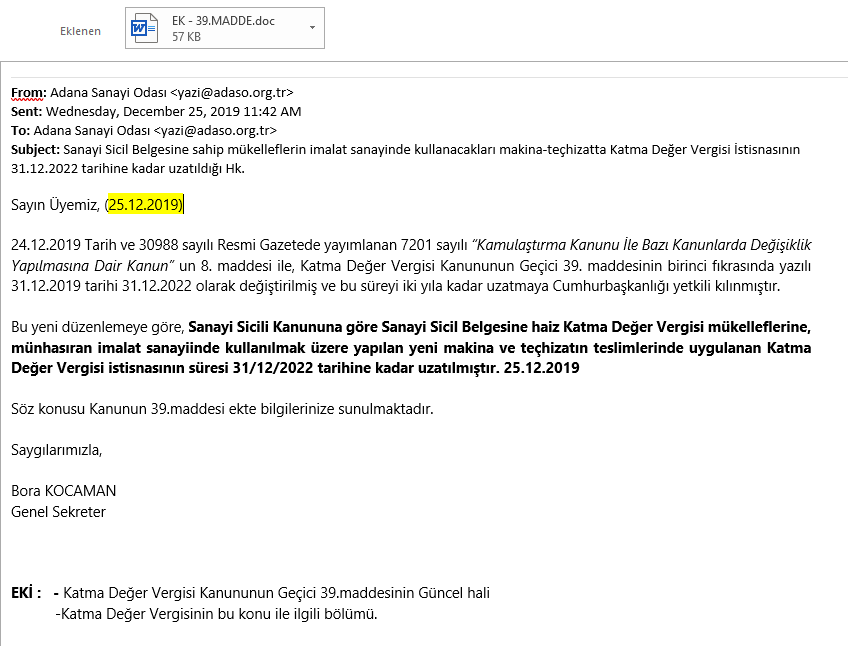 Eklenen
EK - 39.MADDE.doc
57 KB
From: Adana Sanayi Odası <yazi@adaso.org.tr>
Sent: Wednesday, December 25, 2019 11:42 AM
To: Adana Sanayi Odası <yazi@adaso.org.tr>
Subject: Sanayi Sicil Belgesine sahip mükelleflerin imalat sanayinde kullanacakları makina-teçhizatta Katma Değer Vergisi İstisnasının
31.12.2022 tarihine kadar uzatıldığı Hk.
Sayın Üyemiz, (25.12.2019)
24.12.2019 Tarih ve 30988 sayılı Resmi Gazetede yayımlanan 7201 sayılı “Kamulaştırma Kanunu İle Bazı Kanunlarda Değişiklik
Yapılmasına Dair Kanun” un 8. maddesi ile, Katma Değer Vergisi Kanununun Geçici 39. maddesinin birinci fıkrasında yazılı
31.12.2019 tarihi 31.12.2022 olarak değiştirilmiş ve bu süreyi iki yıla kadar uzatmaya Cumhurbaşkanlığı yetkili kılınmıştır.
Bu yeni düzenlemeye göre, Sanayi Sicili Kanununa göre Sanayi Sicil Belgesine haiz Katma Değer Vergisi mükelleflerine,
münhasıran imalat sanayiinde kullanılmak üzere yapılan yeni makina ve teçhizatın teslimlerinde uygulanan Katma
Değer Vergisi istisnasının süresi 31/12/2022 tarihine kadar uzatılmıştır. 25.12.2019
Söz konusu Kanunun 39.maddesi ekte bilgilerinize sunulmaktadır.
Saygılarımızla,
Bora KOCAMAN
Genel Sekreter
EKİ : - Katma Değer Vergisi Kanununun Geçici 39.maddesinin Güncel hali
-Katma Değer Vergisinin bu konu ile ilgili bölümü.